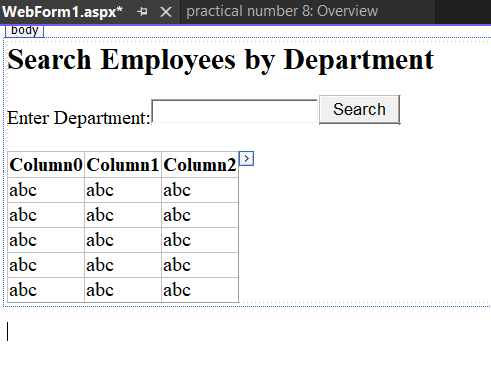 WebForm1.aspx* practical number 8: Overview
body
Search Employees by Department
Enter Department: Search
Column0 Column1 Column2
abc abc abc
abc abc abc
abc abc abc
abc abc abc
abc abc abc